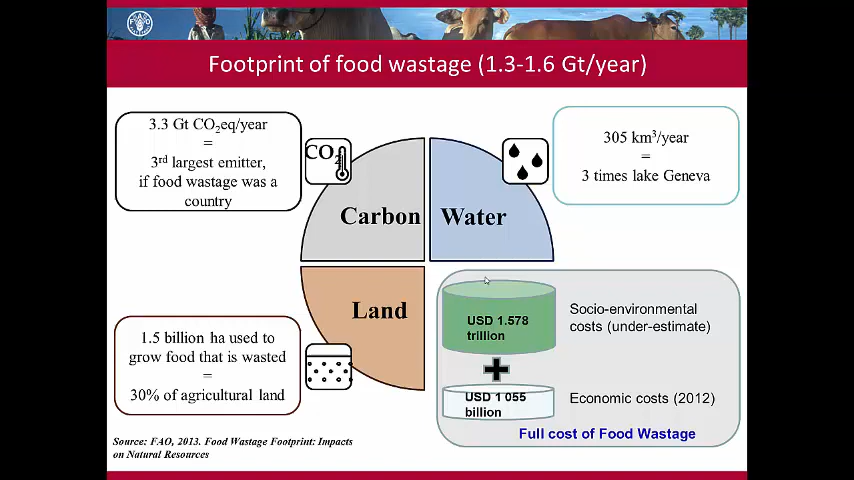 FAO
Footprint of food wastage (1.3-1.6 Gt/year)
3.3 Gt CO₂eq/year
=
3rd largest emitter,
if food wastage was a
country
CO₂
305 km³/year
=
3 times lake Geneva
Carbon
Water
Land
1.5 billion ha used to
grow food that is wasted
=
30% of agricultural land
USD 1.578
trillion
Socio-environmental
costs (under-estimate)
USD 1 055
billion
Economic costs (2012)
Full cost of Food Wastage
Source: FAO, 2013. Food Wastage Footprint: Impacts
on Natural Resources